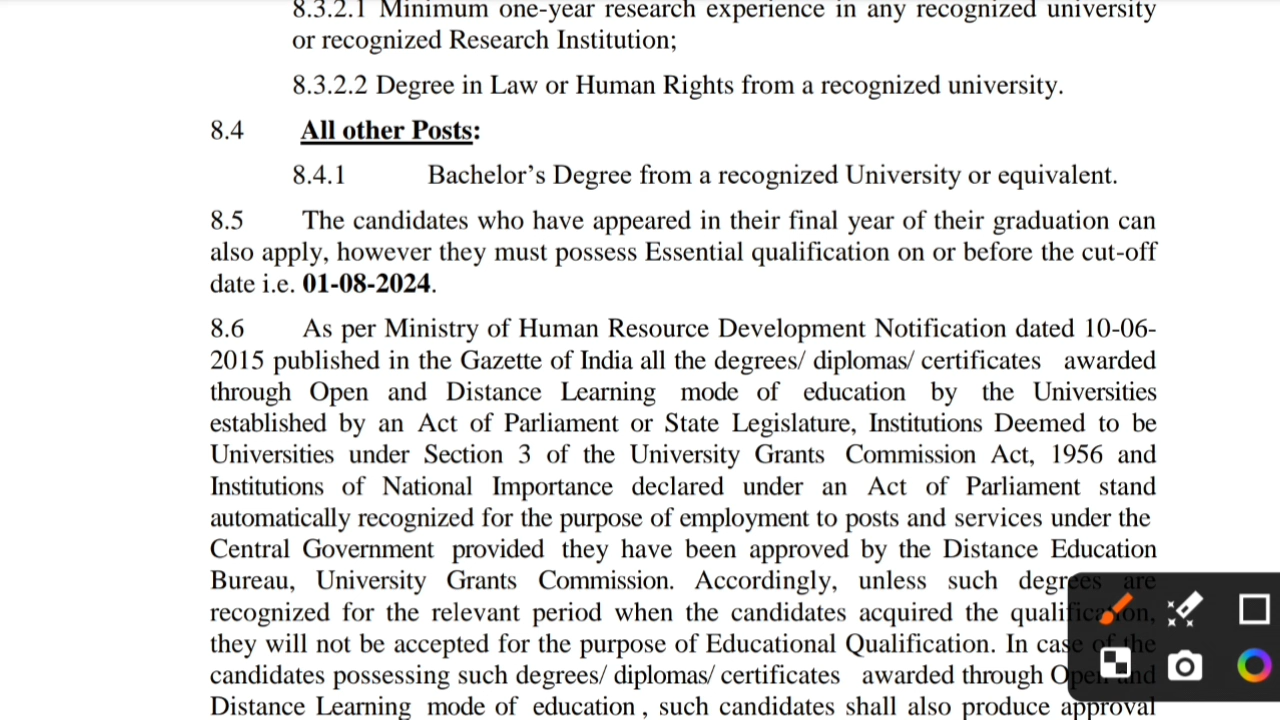 8.3.2.1 Minimum one-year research experience in any recognized university
or recognized Research Institution;
8.3.2.2 Degree in Law or Human Rights from a recognized university.
8.4 All other Posts:
8.4.1 Bachelor’s Degree from a recognized University or equivalent.
8.5 The candidates who have appeared in their final year of their graduation can
also apply, however they must possess Essential qualification on or before the cut-off
date i.e. 01-08-2024.
8.6 As per Ministry of Human Resource Development Notification dated 10-06-
2015 published in the Gazette of India all the degrees/ diplomas/ certificates awarded
through Open and Distance Learning mode of education by the Universities
established by an Act of Parliament or State Legislature, Institutions Deemed to be
Universities under Section 3 of the University Grants Commission Act, 1956 and
Institutions of National Importance declared under an Act of Parliament stand
automatically recognized for the purpose of employment to posts and services under the
Central Government provided they have been approved by the Distance Education
Bureau, University Grants Commission. Accordingly, unless such degrees are
recognized for the relevant period when the candidates acquired the qualification,
they will not be accepted for the purpose of Educational Qualification. In case of the
candidates possessing such degrees/ diplomas/ certificates awarded through Open and
Distance Learning mode of education , such candidates shall also produce approval